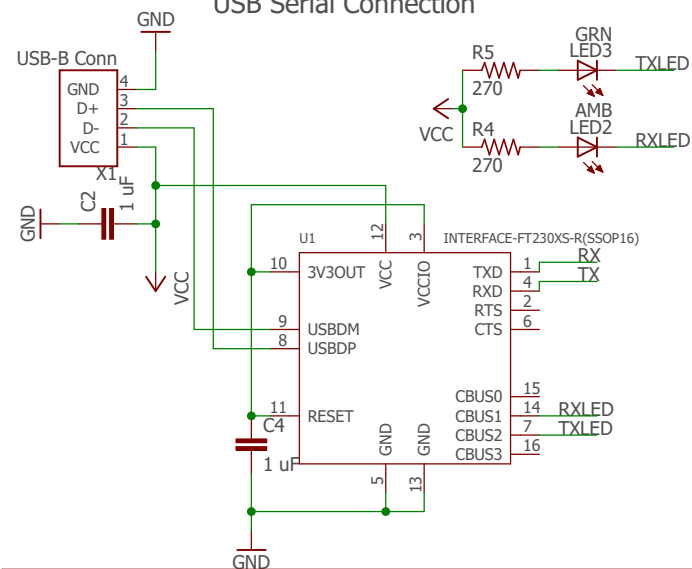 USB Serial Connection
GND
USB-B Conn
GND 4
D+ 3
D- 2
VCC 1
X1
C2
1 uF
GND
VCC
GRN
LED3
TXLED
R5
270
AMB
LED2
RXLED
VCC
R4
270
U1
INTERFACE-FT230XS-R(SSOP16)
12
3
VCC
VCCIO
10 3V3OUT
9 USBDM
8 USBDP
11 RESET
TXD 1 RX
RXD 4 TX
RTS 2
CTS 6
CBUS0 15
CBUS1 14 RXLED
CBUS2 7 TXLED
CBUS3 16
GND
GND
5
13
C4
1 uF
GND